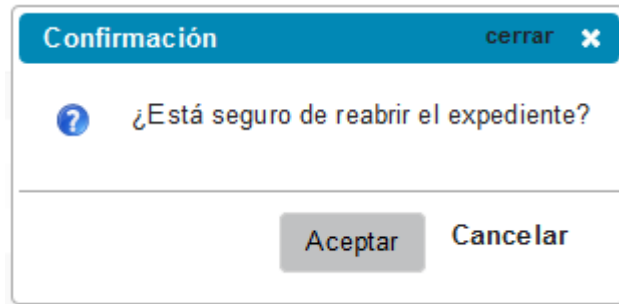 Confirmación cerrar
¿Está seguro de reabrir el expediente?
Aceptar Cancelar